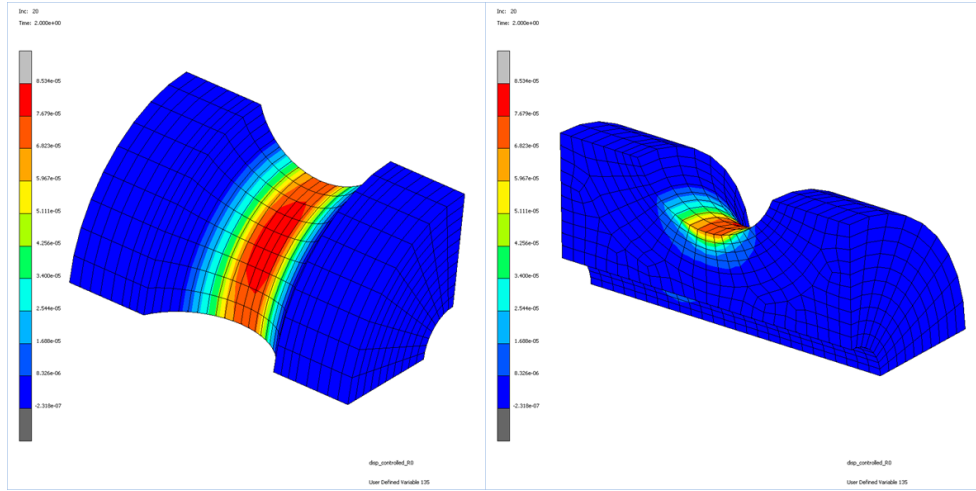 Inc: 20
Time: 2.000e+00
8.534e-05
7.679e-05
6.823e-05
5.967e-05
5.111e-05
4.256e-05
3.400e-05
2.544e-05
1.688e-05
8.326e-06
-2.318e-07
disp_controlled_R0
User Defined Variable 135
Inc: 20
Time: 2.000e+00
8.534e-05
7.679e-05
6.823e-05
5.967e-05
5.111e-05
4.256e-05
3.400e-05
2.544e-05
1.688e-05
8.326e-06
-2.318e-07
disp_controlled_R0
User Defined Variable 135